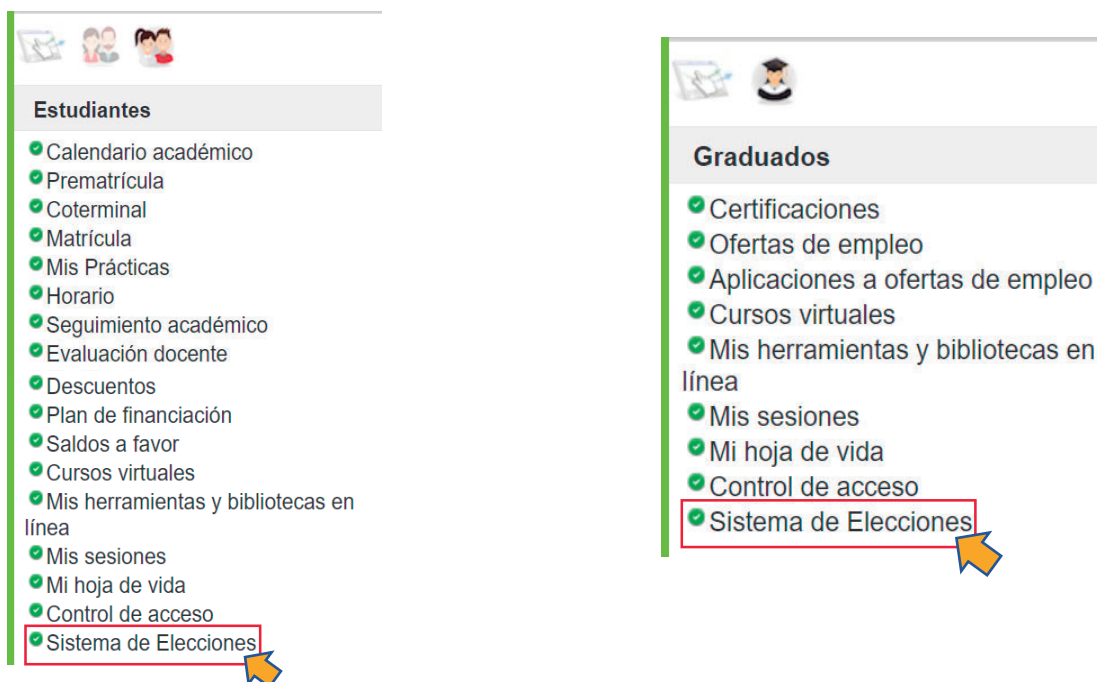 Estudiantes
Calendario académico
Prematrícula
Coterminal
Matrícula
Mis Prácticas
Horario
Seguimiento académico
Evaluación docente
Descuentos
Plan de financiación
Saldos a favor
Cursos virtuales
Mis herramientas y bibliotecas en
línea
Mis sesiones
Mi hoja de vida
Control de acceso
Sistema de Elecciones
Graduados
Certificaciones
Ofertas de empleo
Aplicaciones a ofertas de empleo
Cursos virtuales
Mis herramientas y bibliotecas en
línea
Mis sesiones
Mi hoja de vida
Control de acceso
Sistema de Elecciones